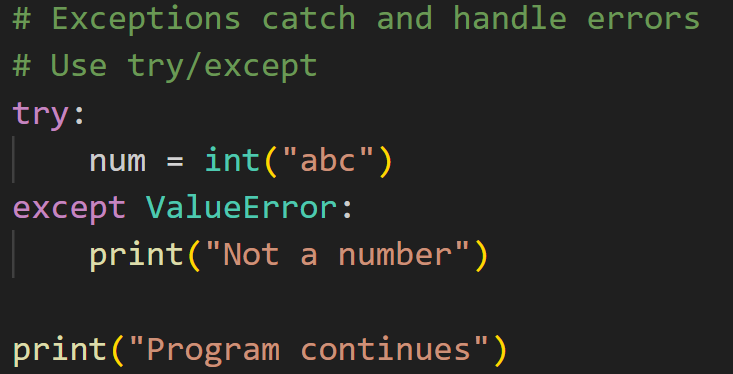 # Exceptions catch and handle errors
# Use try/except
try:
    num = int("abc")
except ValueError:
    print("Not a number")

print("Program continues")